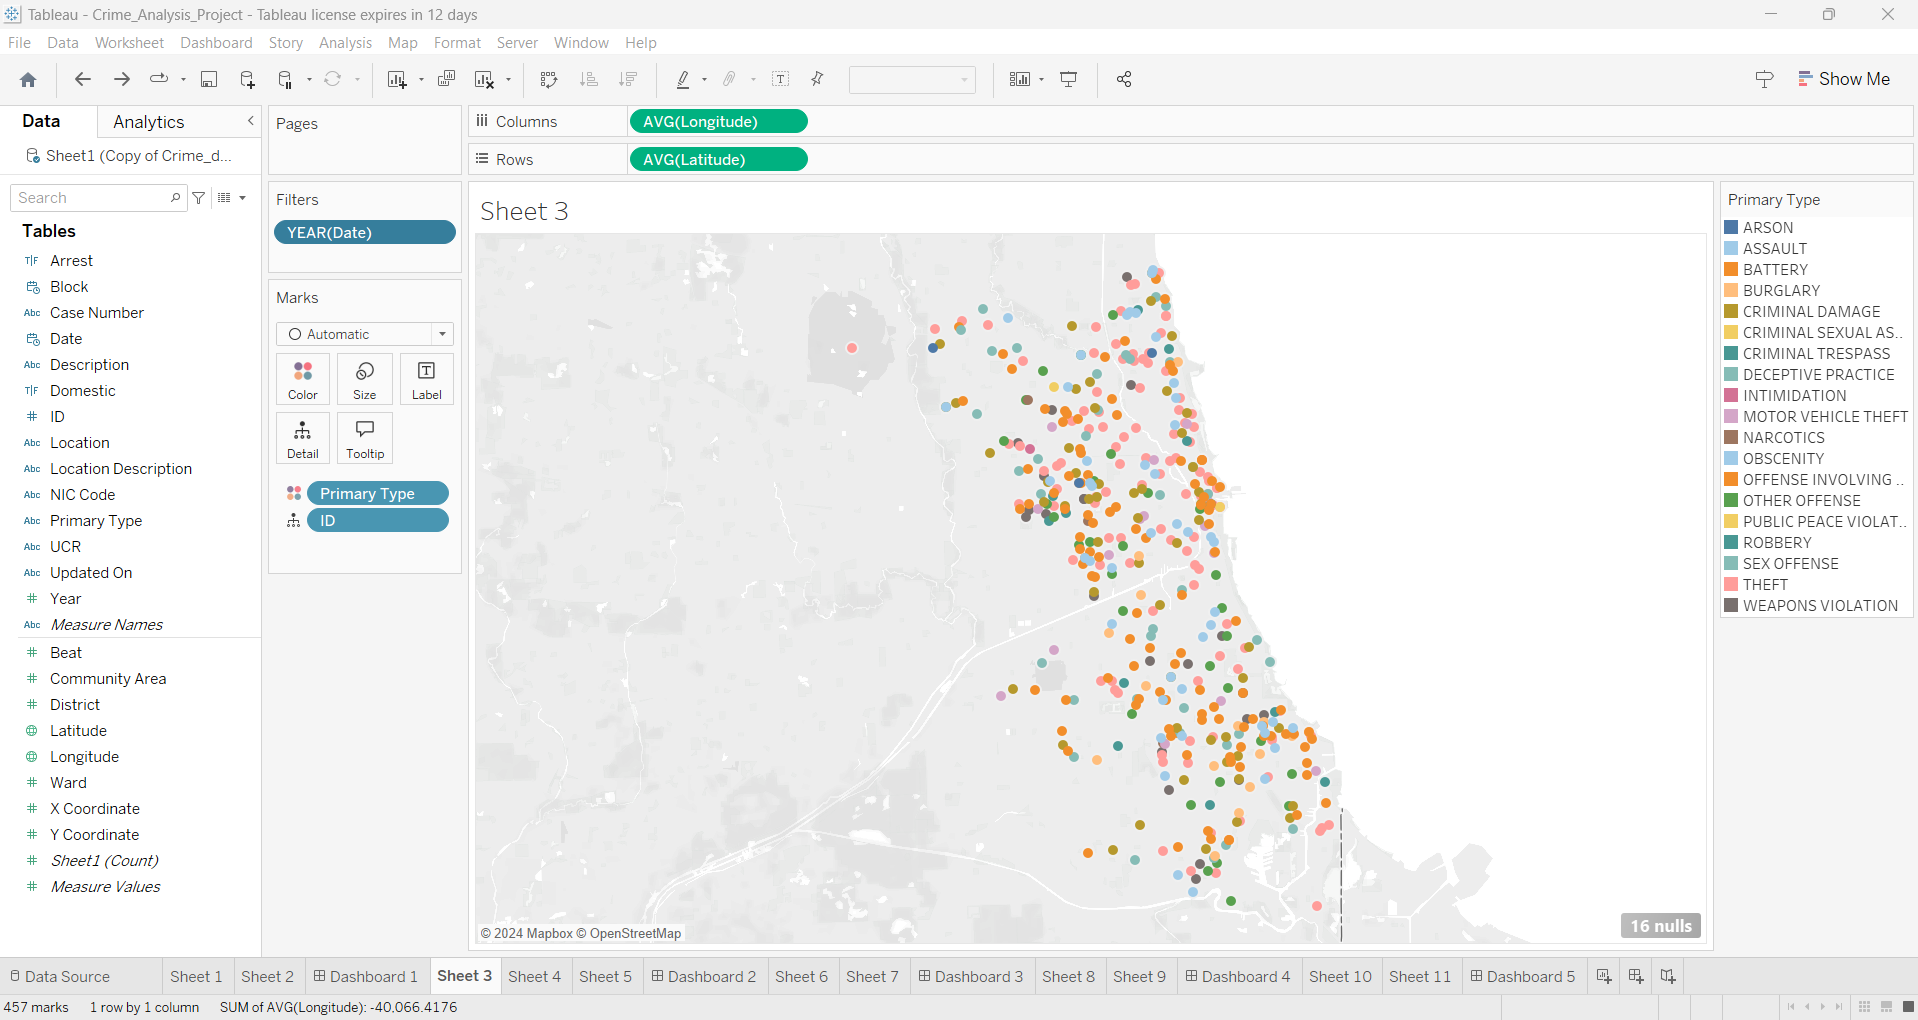 Tableau - Crime_Analysis_Project - Tableau license expires in 12 days
File Data Worksheet Dashboard Story Analysis Map Format Server Window Help
Show Me
Data Analytics
Sheet1 (Copy of Crime_d...
Search
Tables
T|F Arrest
Block
Abc Case Number
Date
Abc Description
T|F Domestic
# ID
Abc Location
Abc Location Description
Abc NIC Code
Abc Primary Type
Abc UCR
Abc Updated On
# Year
Abc Measure Names
# Beat
# Community Area
# District
Latitude
Longitude
# Ward
# X Coordinate
# Y Coordinate
# Sheet1 (Count)
# Measure Values
Pages
Filters
YEAR(Date)
Marks
Automatic
Color Size Label
Detail Tooltip
Primary Type
ID
Columns AVG(Longitude)
Rows AVG(Latitude)
Sheet 3
© 2024 Mapbox © OpenStreetMap
16 nulls
Primary Type
ARSON
ASSAULT
BATTERY
BURGLARY
CRIMINAL DAMAGE
CRIMINAL SEXUAL AS..
CRIMINAL TRESPASS
DECEPTIVE PRACTICE
INTIMIDATION
MOTOR VEHICLE THEFT
NARCOTICS
OBSCENITY
OFFENSE INVOLVING ..
OTHER OFFENSE
PUBLIC PEACE VIOLAT..
ROBBERY
SEX OFFENSE
THEFT
WEAPONS VIOLATION
Data Source Sheet 1 Sheet 2 Dashboard 1 Sheet 3 Sheet 4 Sheet 5 Dashboard 2 Sheet 6 Sheet 7 Dashboard 3 Sheet 8 Sheet 9 Dashboard 4 Sheet 10 Sheet 11 Dashboard 5
457 marks 1 row by 1 column SUM of AVG(Longitude): -40,066.4176